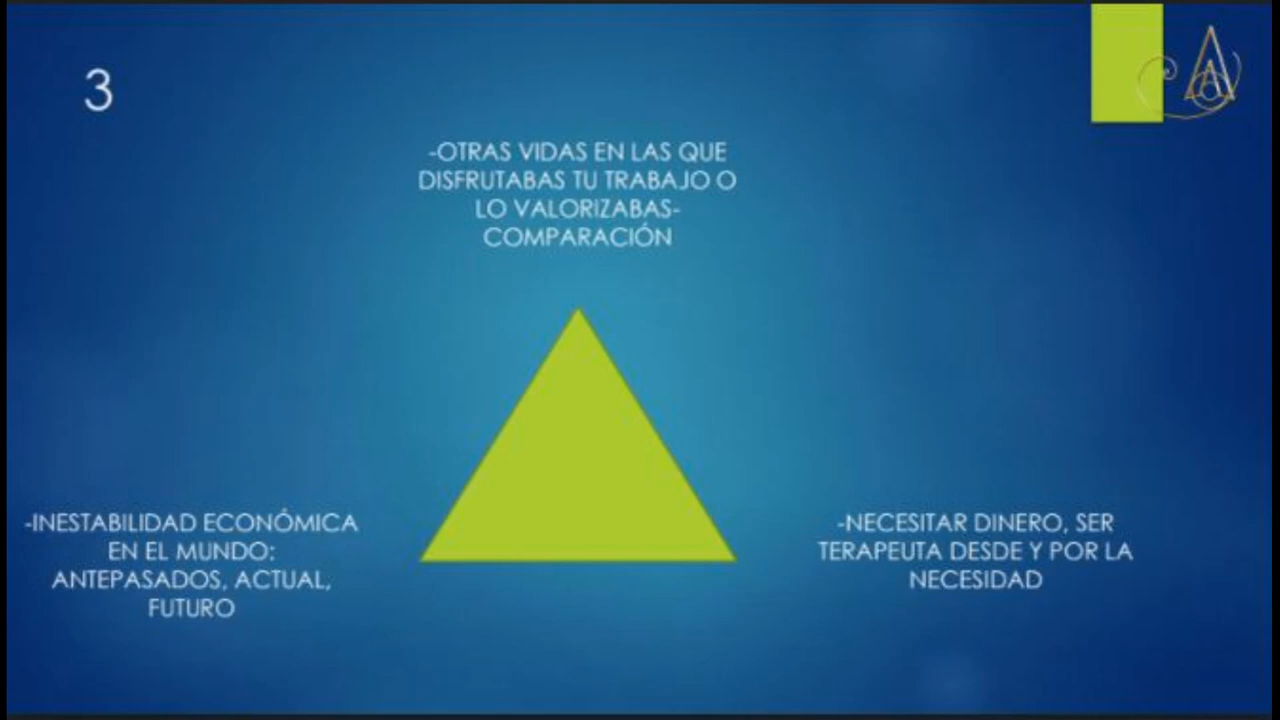 3
-OTRAS VIDAS EN LAS QUE
DISFRUTABAS TU TRABAJO O
LO VALORIZABAS-
COMPARACIÓN
-INESTABILIDAD ECONÓMICA
EN EL MUNDO:
ANTEPASADOS, ACTUAL,
FUTURO
-NECESITAR DINERO, SER
TERAPEUTA DESDE Y POR LA
NECESIDAD